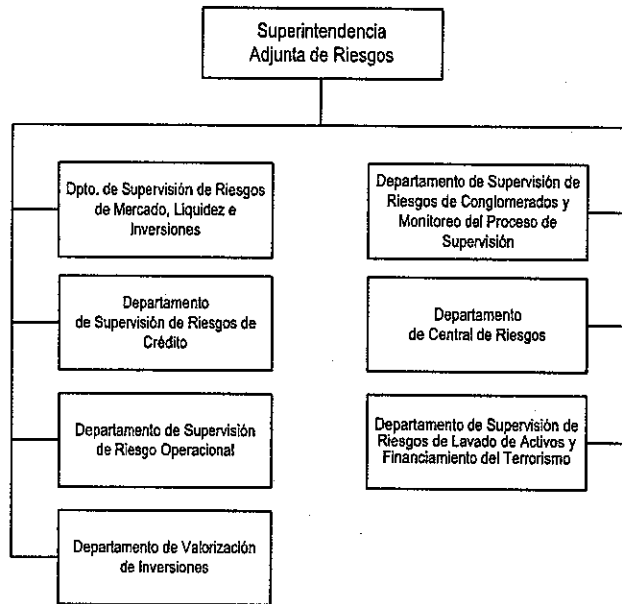 Superintendencia
Adjunta de Riesgos
Dpto. de Supervisión de Riesgos
de Mercado, Liquidez e
Inversiones
Departamento
de Supervisión de Riesgos de
Crédito
Departamento de Supervisión
de Riesgo Operacional
Departamento de Valorización
de Inversiones
Departamento de Supervisión de
Riesgos de Conglomerados y
Monitoreo del Proceso de
Supervisión
Departamento
de Central de Riesgos
Departamento de Supervisión de
Riesgos de Lavado de Activos y
Financiamiento del Terrorismo